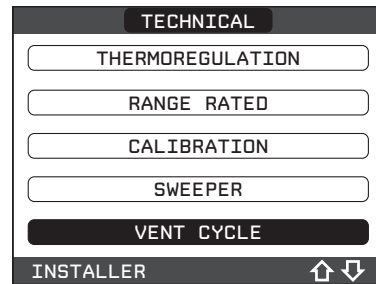 TECHNICAL
THERMOREGULATION
RANGE RATED
CALIBRATION
SWEEPER
VENT CYCLE
INSTALLER